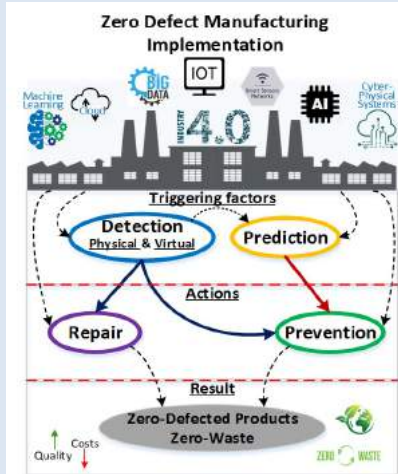 Zero Defect Manufacturing
Implementation
Machine
Learning
Cloud
BIG
DATA
IOT
Smart Sensors
Networks
AI
Cyber-
Physical
Systems
INDUSTRY
4.0
Triggering factors
Detection
Physical & Virtual
Prediction
Actions
Repair
Prevention
Result
Zero-Defected Products
Zero-Waste
Quality
Costs
ZERO WASTE